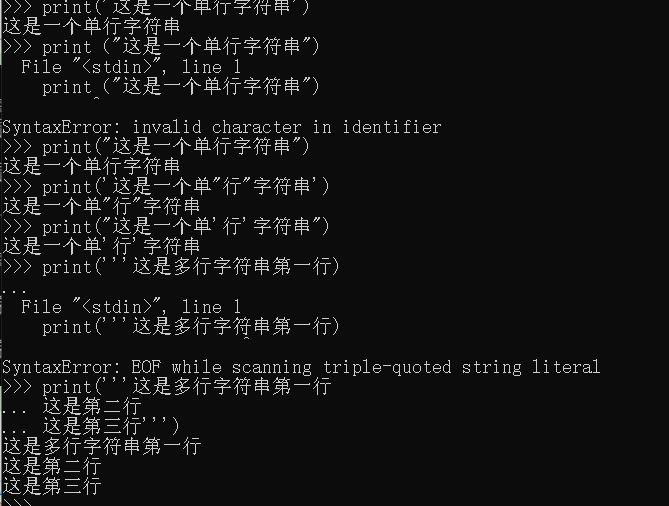 >>> print('这是一个单行字符串')
这是一个单行字符串
>>> print（"这是一个单行字符串")
  File "<stdin>", line 1
    print（"这是一个单行字符串")
         ^
SyntaxError: invalid character in identifier
>>> print("这是一个单行字符串")
这是一个单行字符串
>>> print('这是一个单"行"字符串')
这是一个单"行"字符串
>>> print("这是一个单'行'字符串")
这是一个单'行'字符串
>>> print('''这是多行字符串第一行)
...
  File "<stdin>", line 1
    print('''这是多行字符串第一行)
                        ^
SyntaxError: EOF while scanning triple-quoted string literal
>>> print('''这是多行字符串第一行
... 这是第二行
... 这是第三行''')
这是多行字符串第一行
这是第二行
这是第三行
>>>